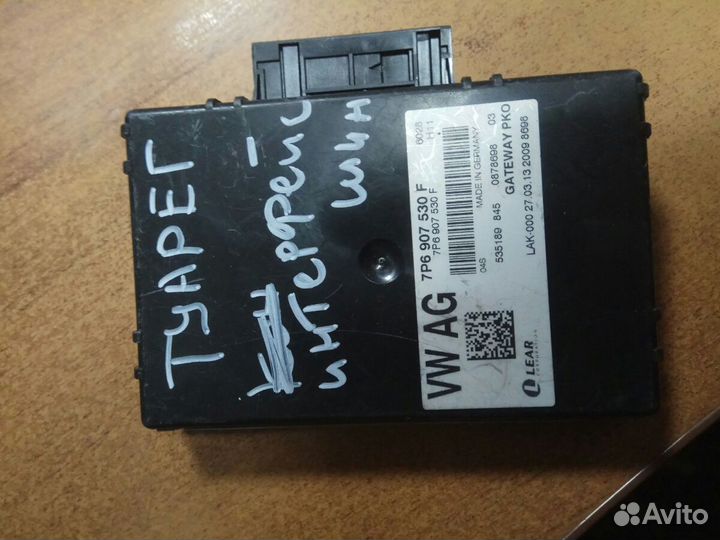 ТУАРЕГ
ИНТЕРФЕЙС
ШИН
VW AG
7P6 907 530 F
7P6 907 530 F
6028
H11
MADE IN GERMANY
04S
535189 845 0878698 03
GATEWAY PKO
LAK-000 27.03.13 2009 8698
LEAR
CORPORATION
Avito